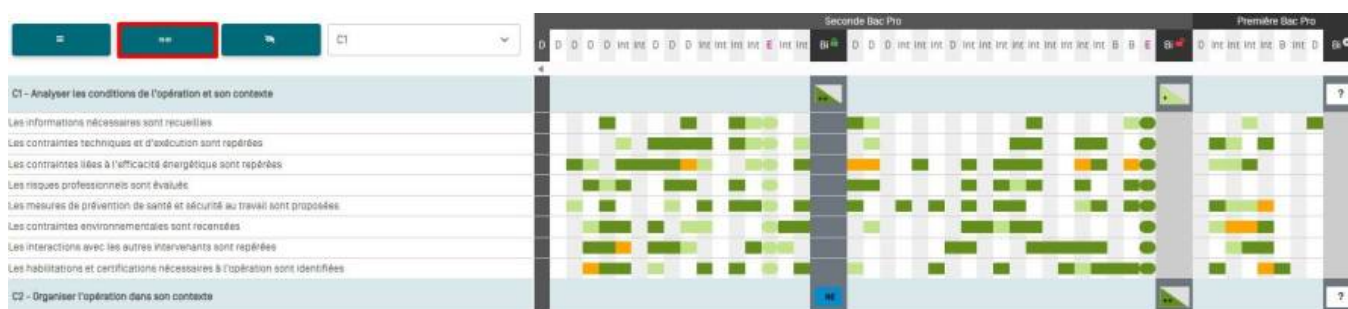 Seconde Bac Pro
Première Bac Pro
C1
D D D D D Int Int D D D Int Int Int Int E Int Int Bi D D D Int Int Int D Int Int Int Int Int Int Int Int B B E Bi D Int Int Int B Int D Bi
C1 - Analyser les conditions de l'opération et son contexte
?
Les informations nécessaires sont recueillies
Les contraintes techniques et d'exécution sont repérées
Les contraintes liées à l'efficacité énergétique sont repérées
Les risques professionnels sont évalués
Les mesures de prévention de santé et sécurité au travail sont proposées
Les contraintes environnementales sont recensées
Les interactions avec les autres intervenants sont repérées
Les habilitations et certifications nécessaires à l'opération sont identifiées
C2 - Organiser l'opération dans son contexte
NE
?